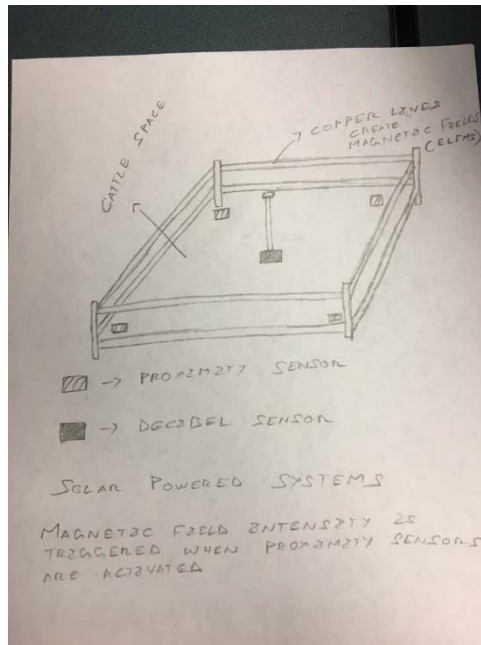 CATTLE SPACE
COPPER LINES
CREATE
MAGNETIC FIELDS
(ELFMS)
→ PROXIMITY SENSOR
→ DECIBEL SENSOR
SOLAR POWERED SYSTEMS
MAGNETIC FIELD INTENSITY IS
TRIGGERED WHEN PROXIMITY SENSORS
ARE ACTIVATED